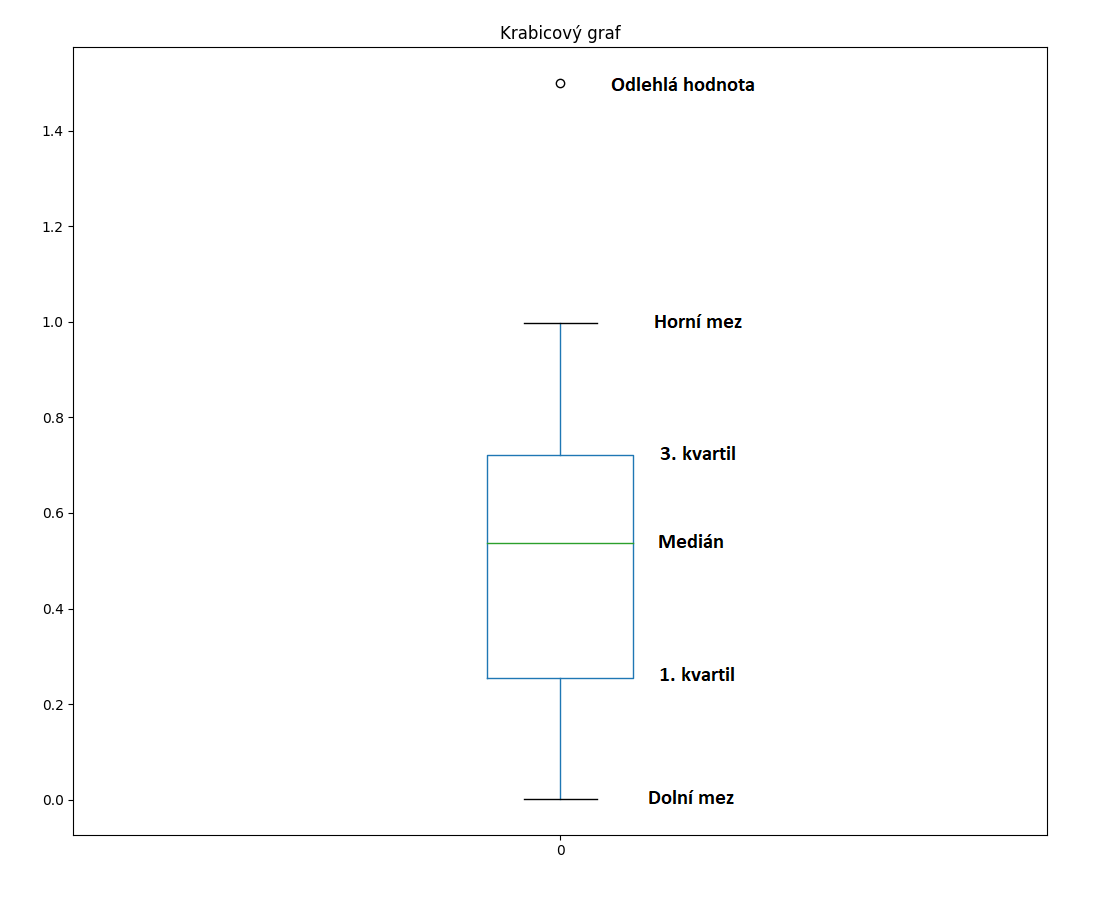 Krabicový graf
Odlehlá hodnota
1.4
1.2
1.0
Horní mez
0.8
3. kvartil
0.6
Medián
0.4
1. kvartil
0.2
0.0
Dolní mez
0